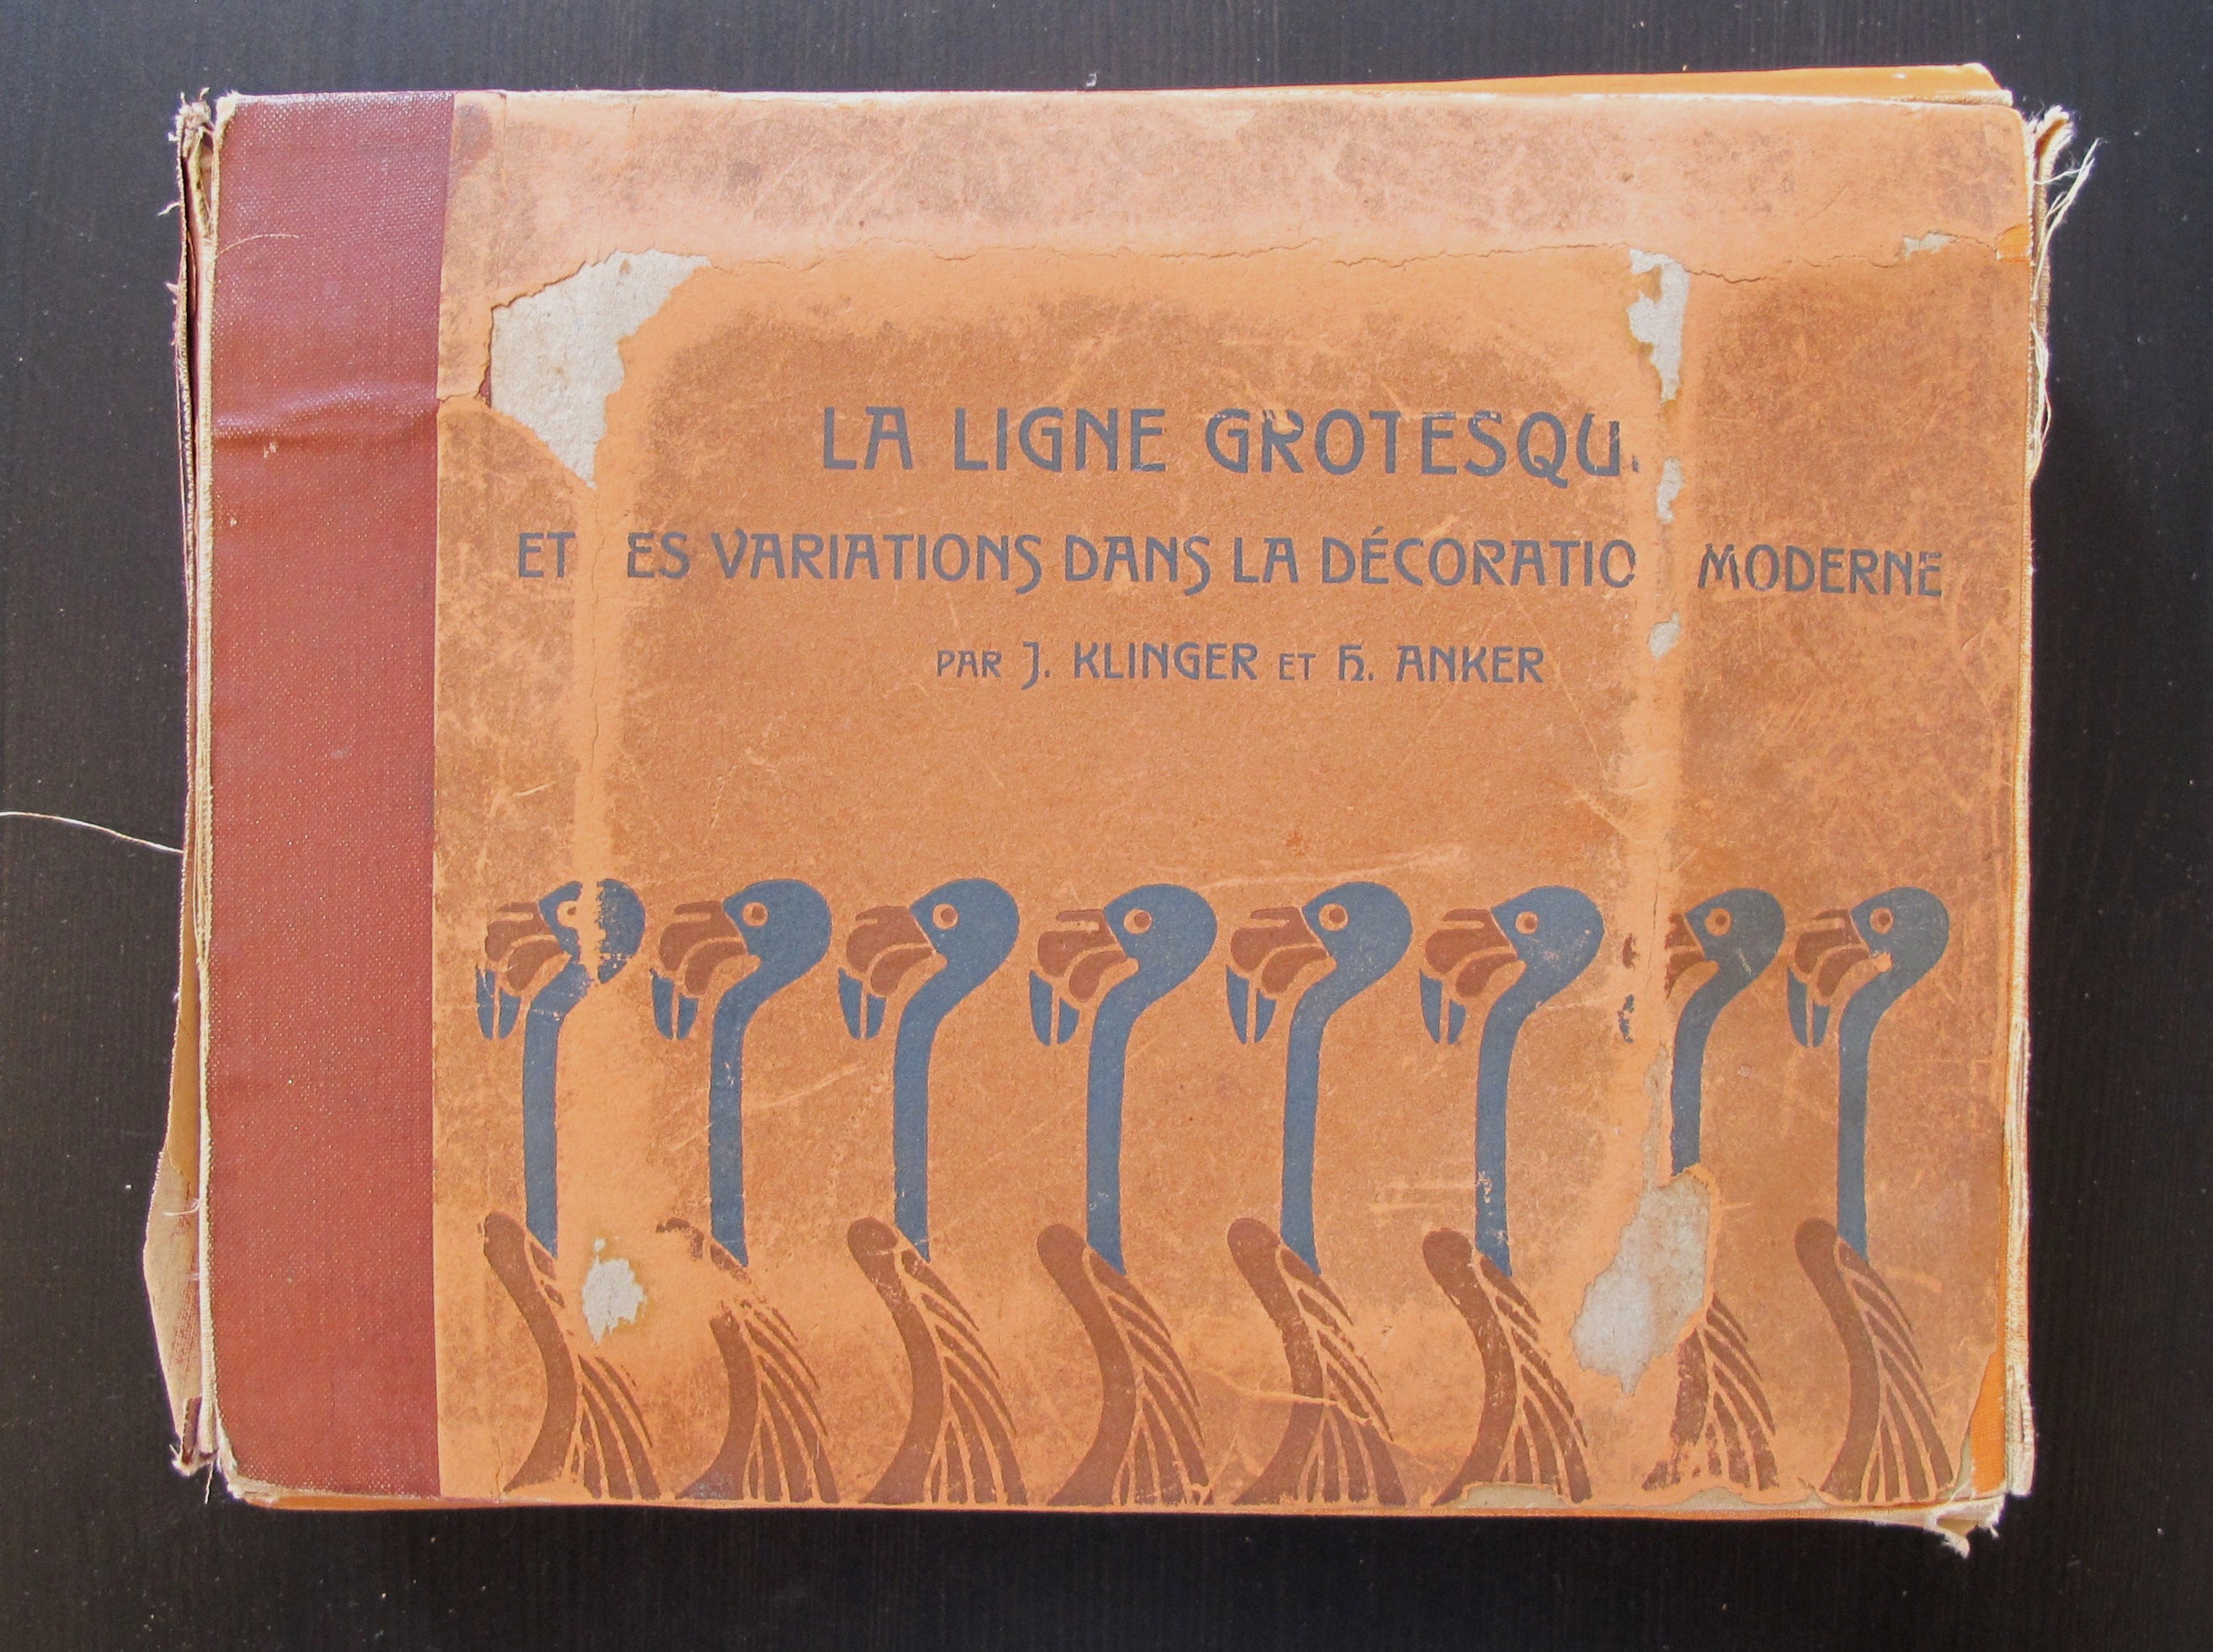 LA LIGNE GROTESQU
ET ES VARIATIONS DANS LA DÉCORATIO MODERNE
PAR J. KLINGER ET H. ANKER